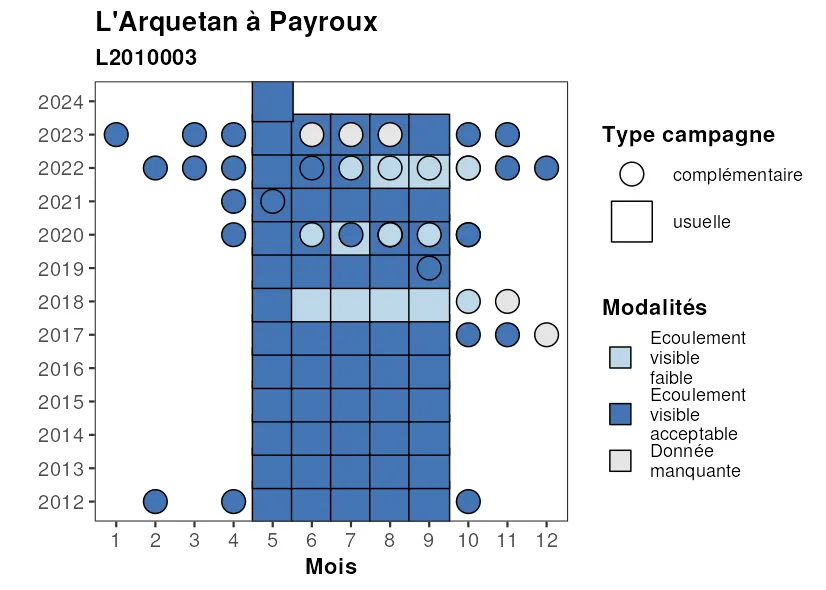 L'Arquetan à Payroux
L2010003
2024
2023
2022
2021
2020
2019
2018
2017
2016
2015
2014
2013
2012
1 2 3 4 5 6 7 8 9 10 11 12
Mois
Type campagne
complémentaire
usuelle
Modalités
Ecoulement
visible
faible
Ecoulement
visible
acceptable
Donnée
manquante